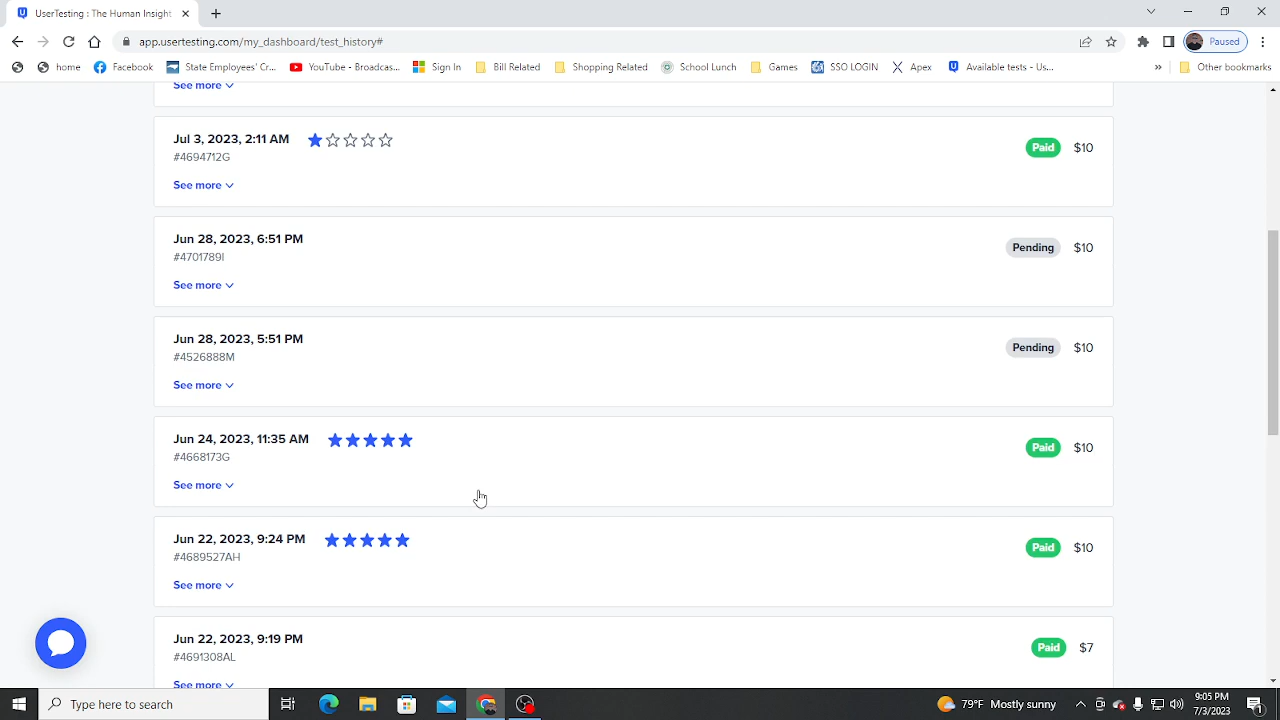 UserTesting : The Human Insight
app.usertesting.com/my_dashboard/test_history#
Paused
home Facebook State Employees' Cr... YouTube - Broadcas... Sign In Bill Related Shopping Related School Lunch Games SSO LOGIN Apex Available tests - Us... » Other bookmarks
See more
Jul 3, 2023, 2:11 AM
#4694712G
Paid $10
See more
Jun 28, 2023, 6:51 PM
#4701789I
Pending $10
See more
Jun 28, 2023, 5:51 PM
#4526888M
Pending $10
See more
Jun 24, 2023, 11:35 AM
#4668173G
Paid $10
See more
Jun 22, 2023, 9:24 PM
#4689527AH
Paid $10
See more
Jun 22, 2023, 9:19 PM
#4691308AL
Paid $7
See more
Type here to search
79°F Mostly sunny
9:05 PM
7/3/2023
1